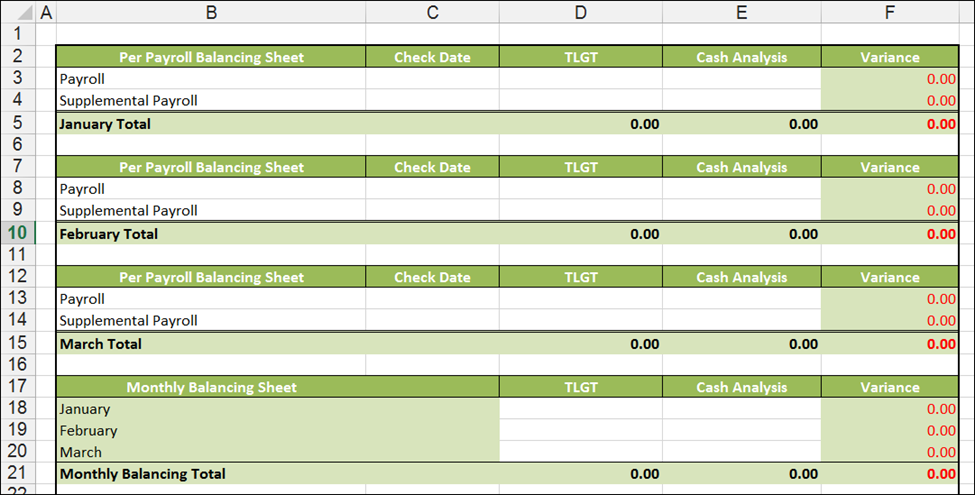 A B C D E F
1
2 Per Payroll Balancing Sheet Check Date TLGT Cash Analysis Variance
3 Payroll 0.00
4 Supplemental Payroll 0.00
5 January Total 0.00 0.00 0.00
6
7 Per Payroll Balancing Sheet Check Date TLGT Cash Analysis Variance
8 Payroll 0.00
9 Supplemental Payroll 0.00
10 February Total 0.00 0.00 0.00
11
12 Per Payroll Balancing Sheet Check Date TLGT Cash Analysis Variance
13 Payroll 0.00
14 Supplemental Payroll 0.00
15 March Total 0.00 0.00 0.00
16
17 Monthly Balancing Sheet TLGT Cash Analysis Variance
18 January 0.00
19 February 0.00
20 March 0.00
21 Monthly Balancing Total 0.00 0.00 0.00
22